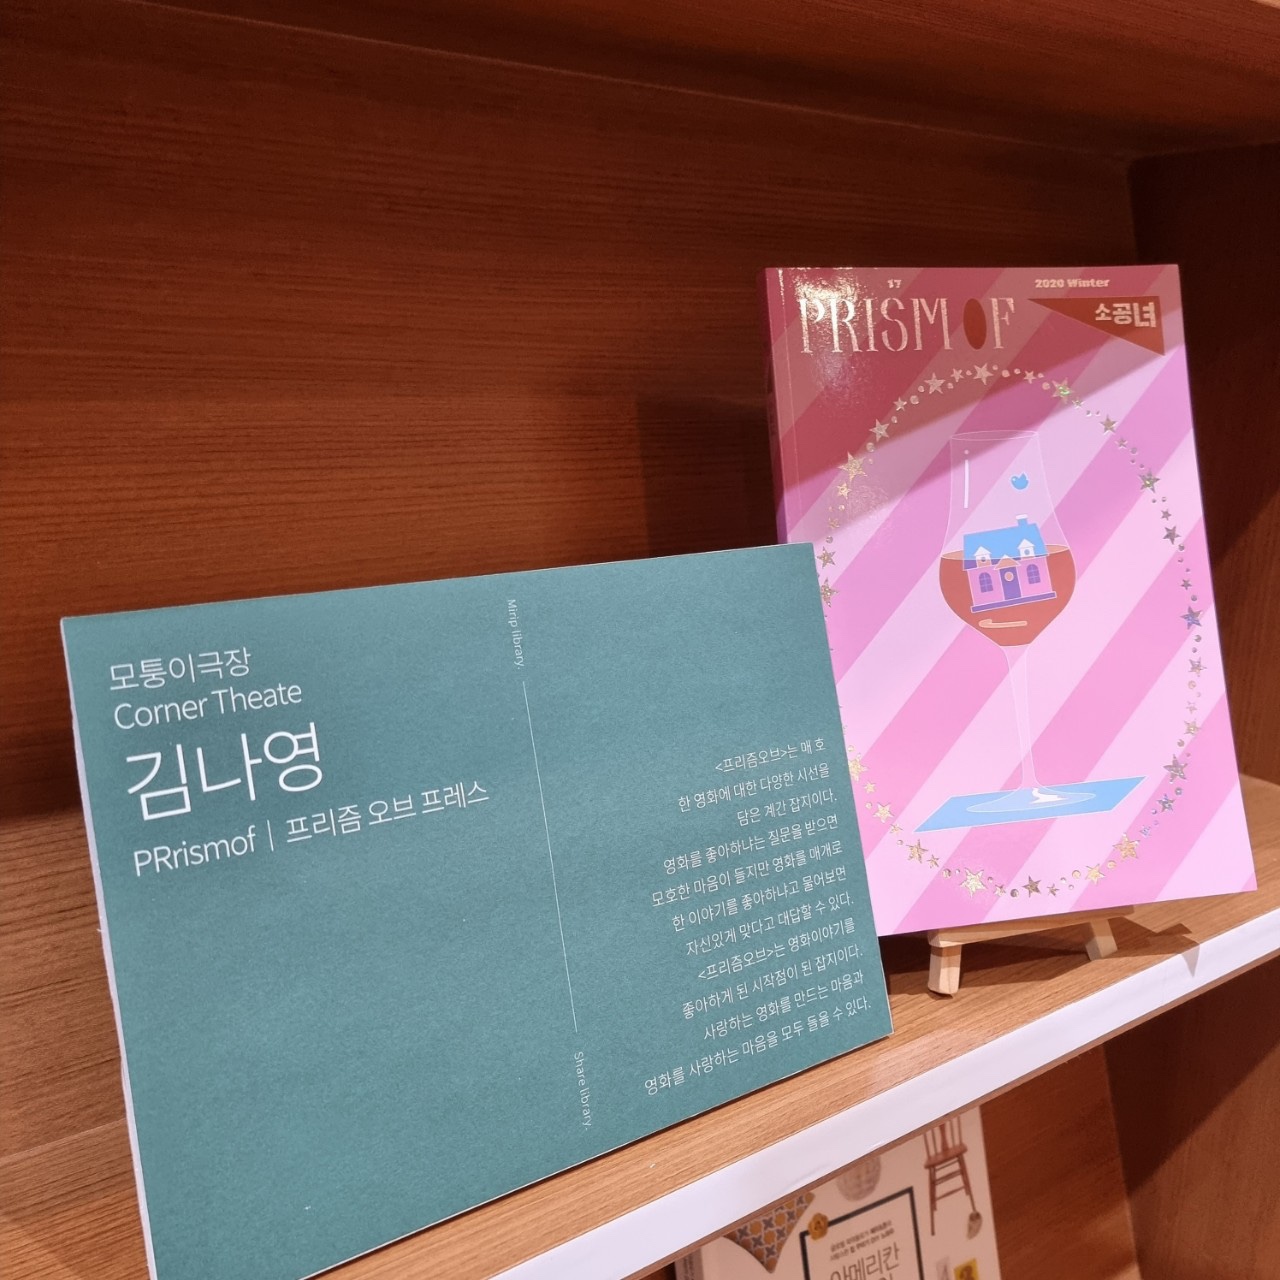 모퉁이극장
Corner Theate
김나영
PRrismof | 프리즘 오브 프레스
Mirip library.
Share library.
<프리즘오브>는 매 호
한 영화에 대한 다양한 시선을
담은 계간 잡지이다.
영화를 좋아하냐는 질문을 받으면
모호한 마음이 들지만 영화를 매개로
한 이야기를 좋아하냐고 물어보면
자신있게 맞다고 대답할 수 있다.
<프리즘오브>는 영화이야기를
좋아하게 된 시작점이 된 잡지이다.
사랑하는 영화를 만드는 마음과
영화를 사랑하는 마음을 모두 들을 수 있다.
17
2020 Winter
PRISM OF
소공녀
아메리칸